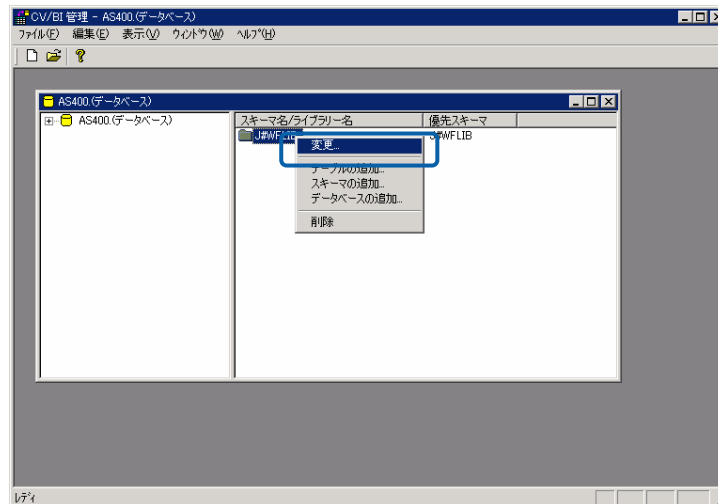 CV/BI 管理 - AS400.(データベース)
ファイル(F) 編集(E) 表示(V) ウィンドウ(W) ヘルプ(H)
AS400.(データベース)
AS400.(データベース)
スキーマ名/ライブラリー名 優先スキーマ
J#WFLIB J#WFLIB
変更...
テーブルの追加...
スキーマの追加...
データベースの追加...
削除
レディ